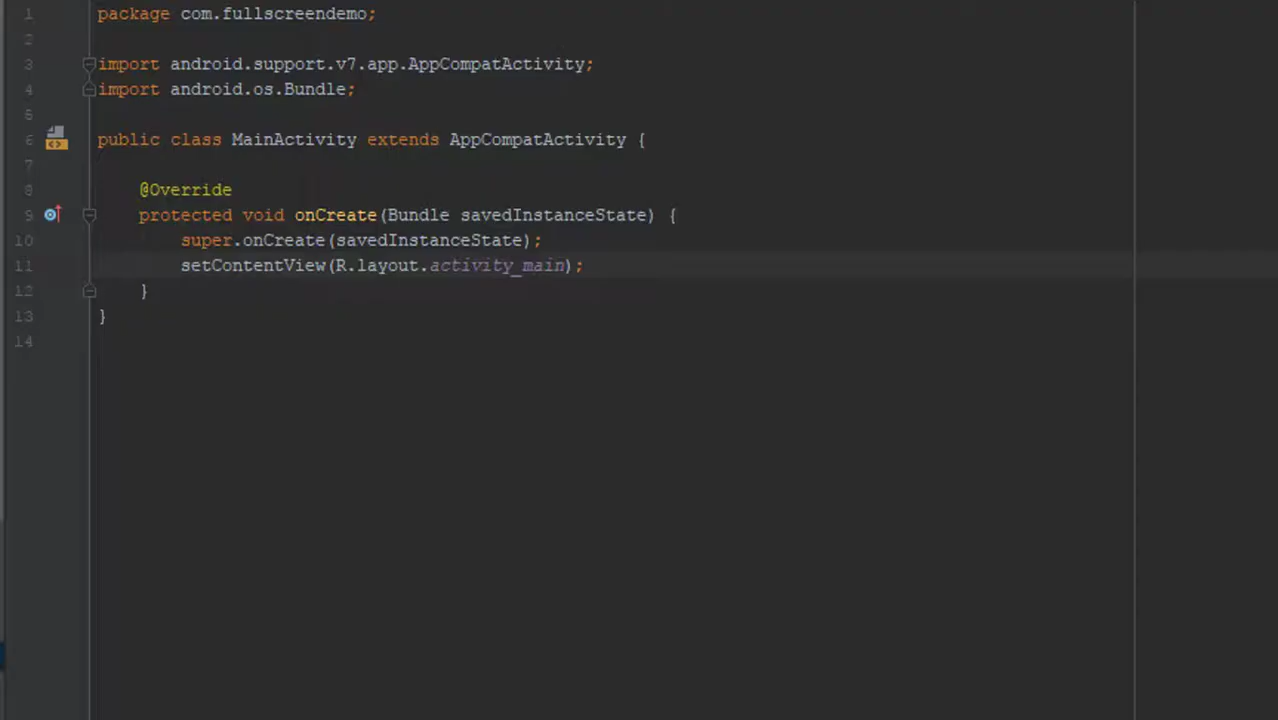 1 package com.fullscreendemo;
2
3 import android.support.v7.app.AppCompatActivity;
4 import android.os.Bundle;
5
6 public class MainActivity extends AppCompatActivity {
7
8 @Override
9 protected void onCreate(Bundle savedInstanceState) {
10 super.onCreate(savedInstanceState);
11 setContentView(R.layout.activity_main);
12 }
13 }
14